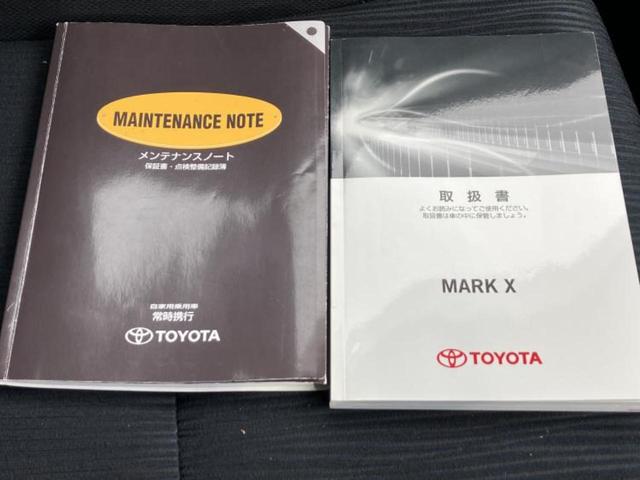 MAINTENANCE NOTE
メンテナンスノート
保証書・点検整備記録簿
自家用乗用車
常時携行
TOYOTA
取扱書
よくお読みになってご使用ください。
取扱書は車の中に保管しましょう。
MARK X
TOYOTA